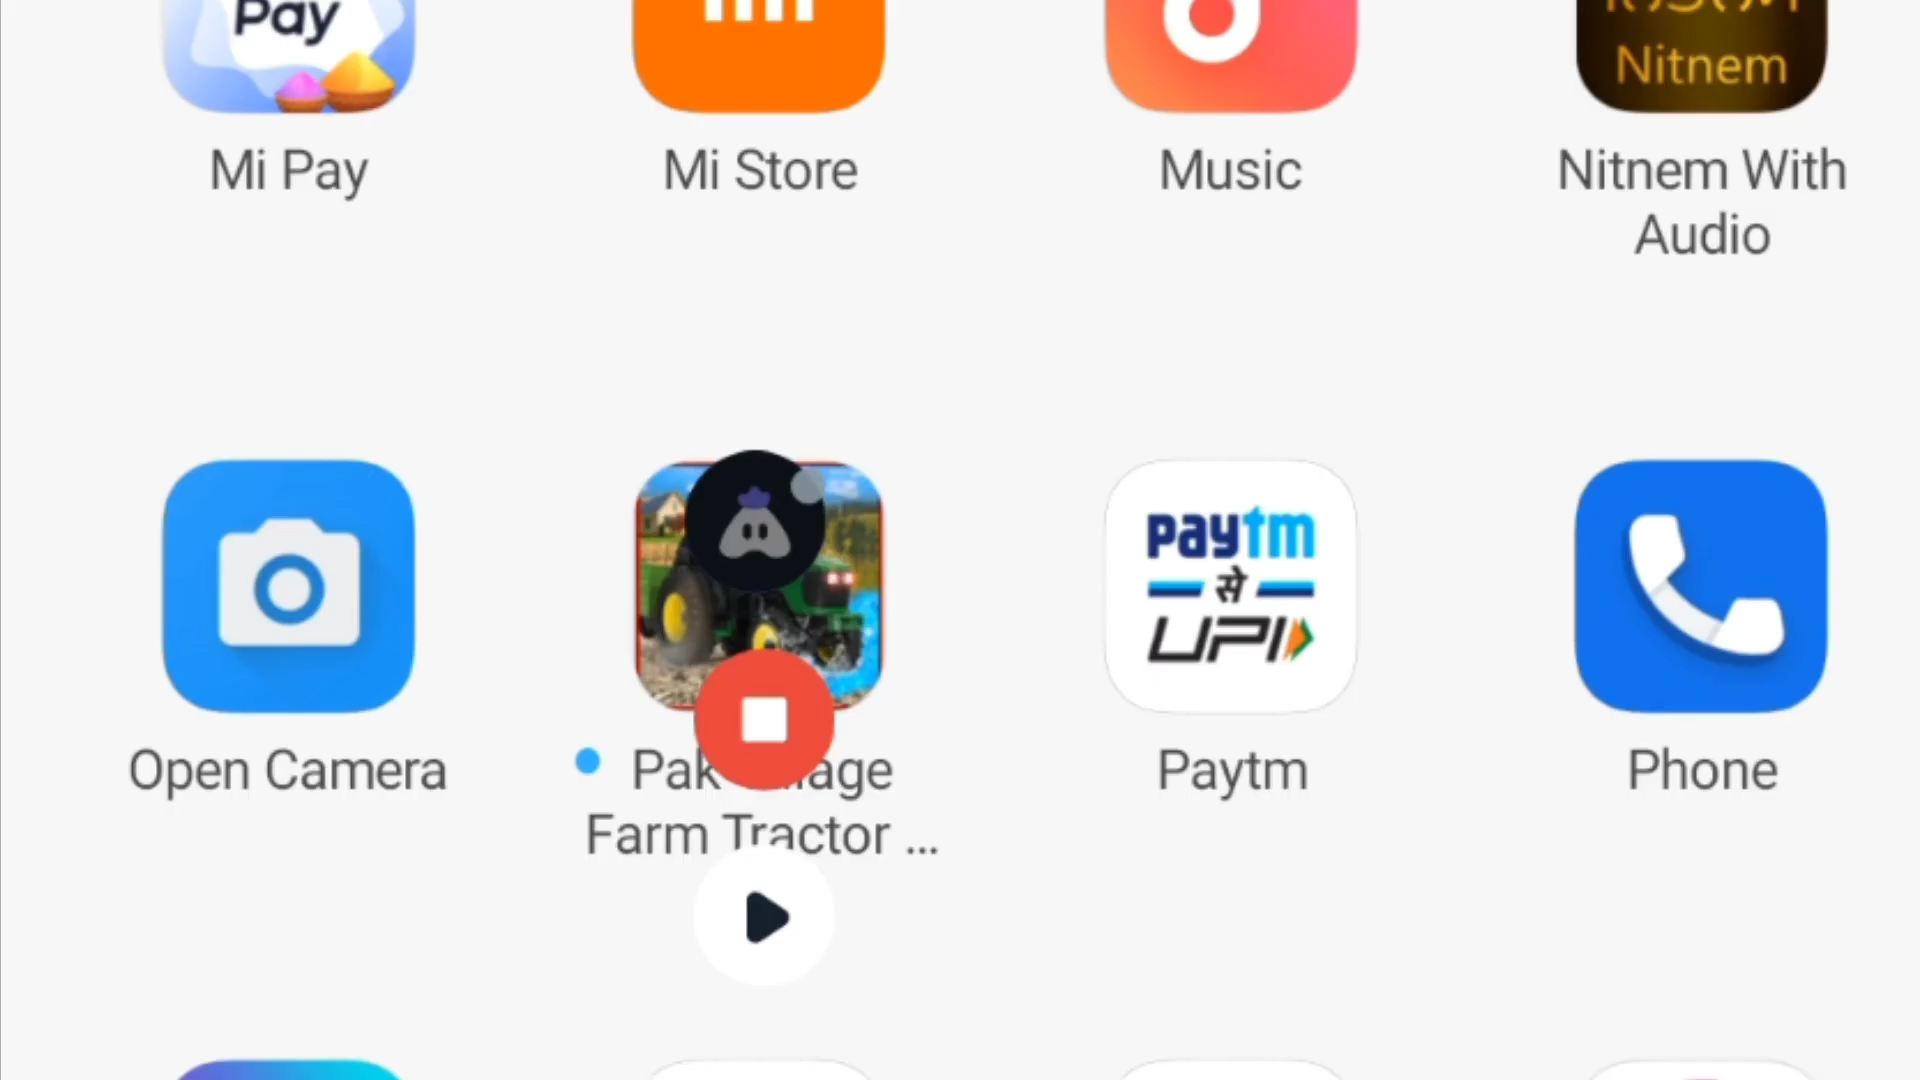 Pay
Nitnem
Mi Pay
Mi Store
Music
Nitnem With
Audio
paytm
से
UPI
Open Camera
Pak
Farm Tractor ...
Paytm
Phone